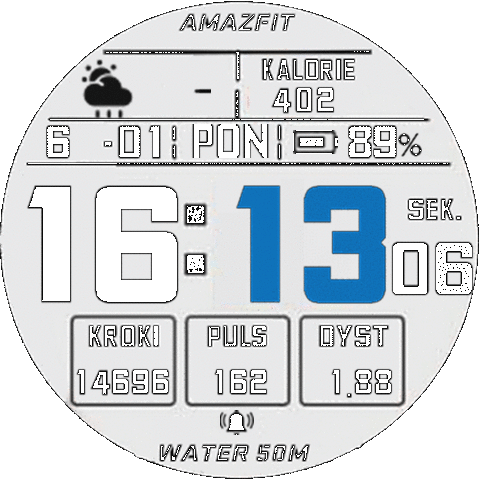 AMAZFIT
- KALORIE
402
6 -01 PON 89%
16:13 SEK.
06
KROKI PULS DYST
14696 162 1.88
WATER 50M